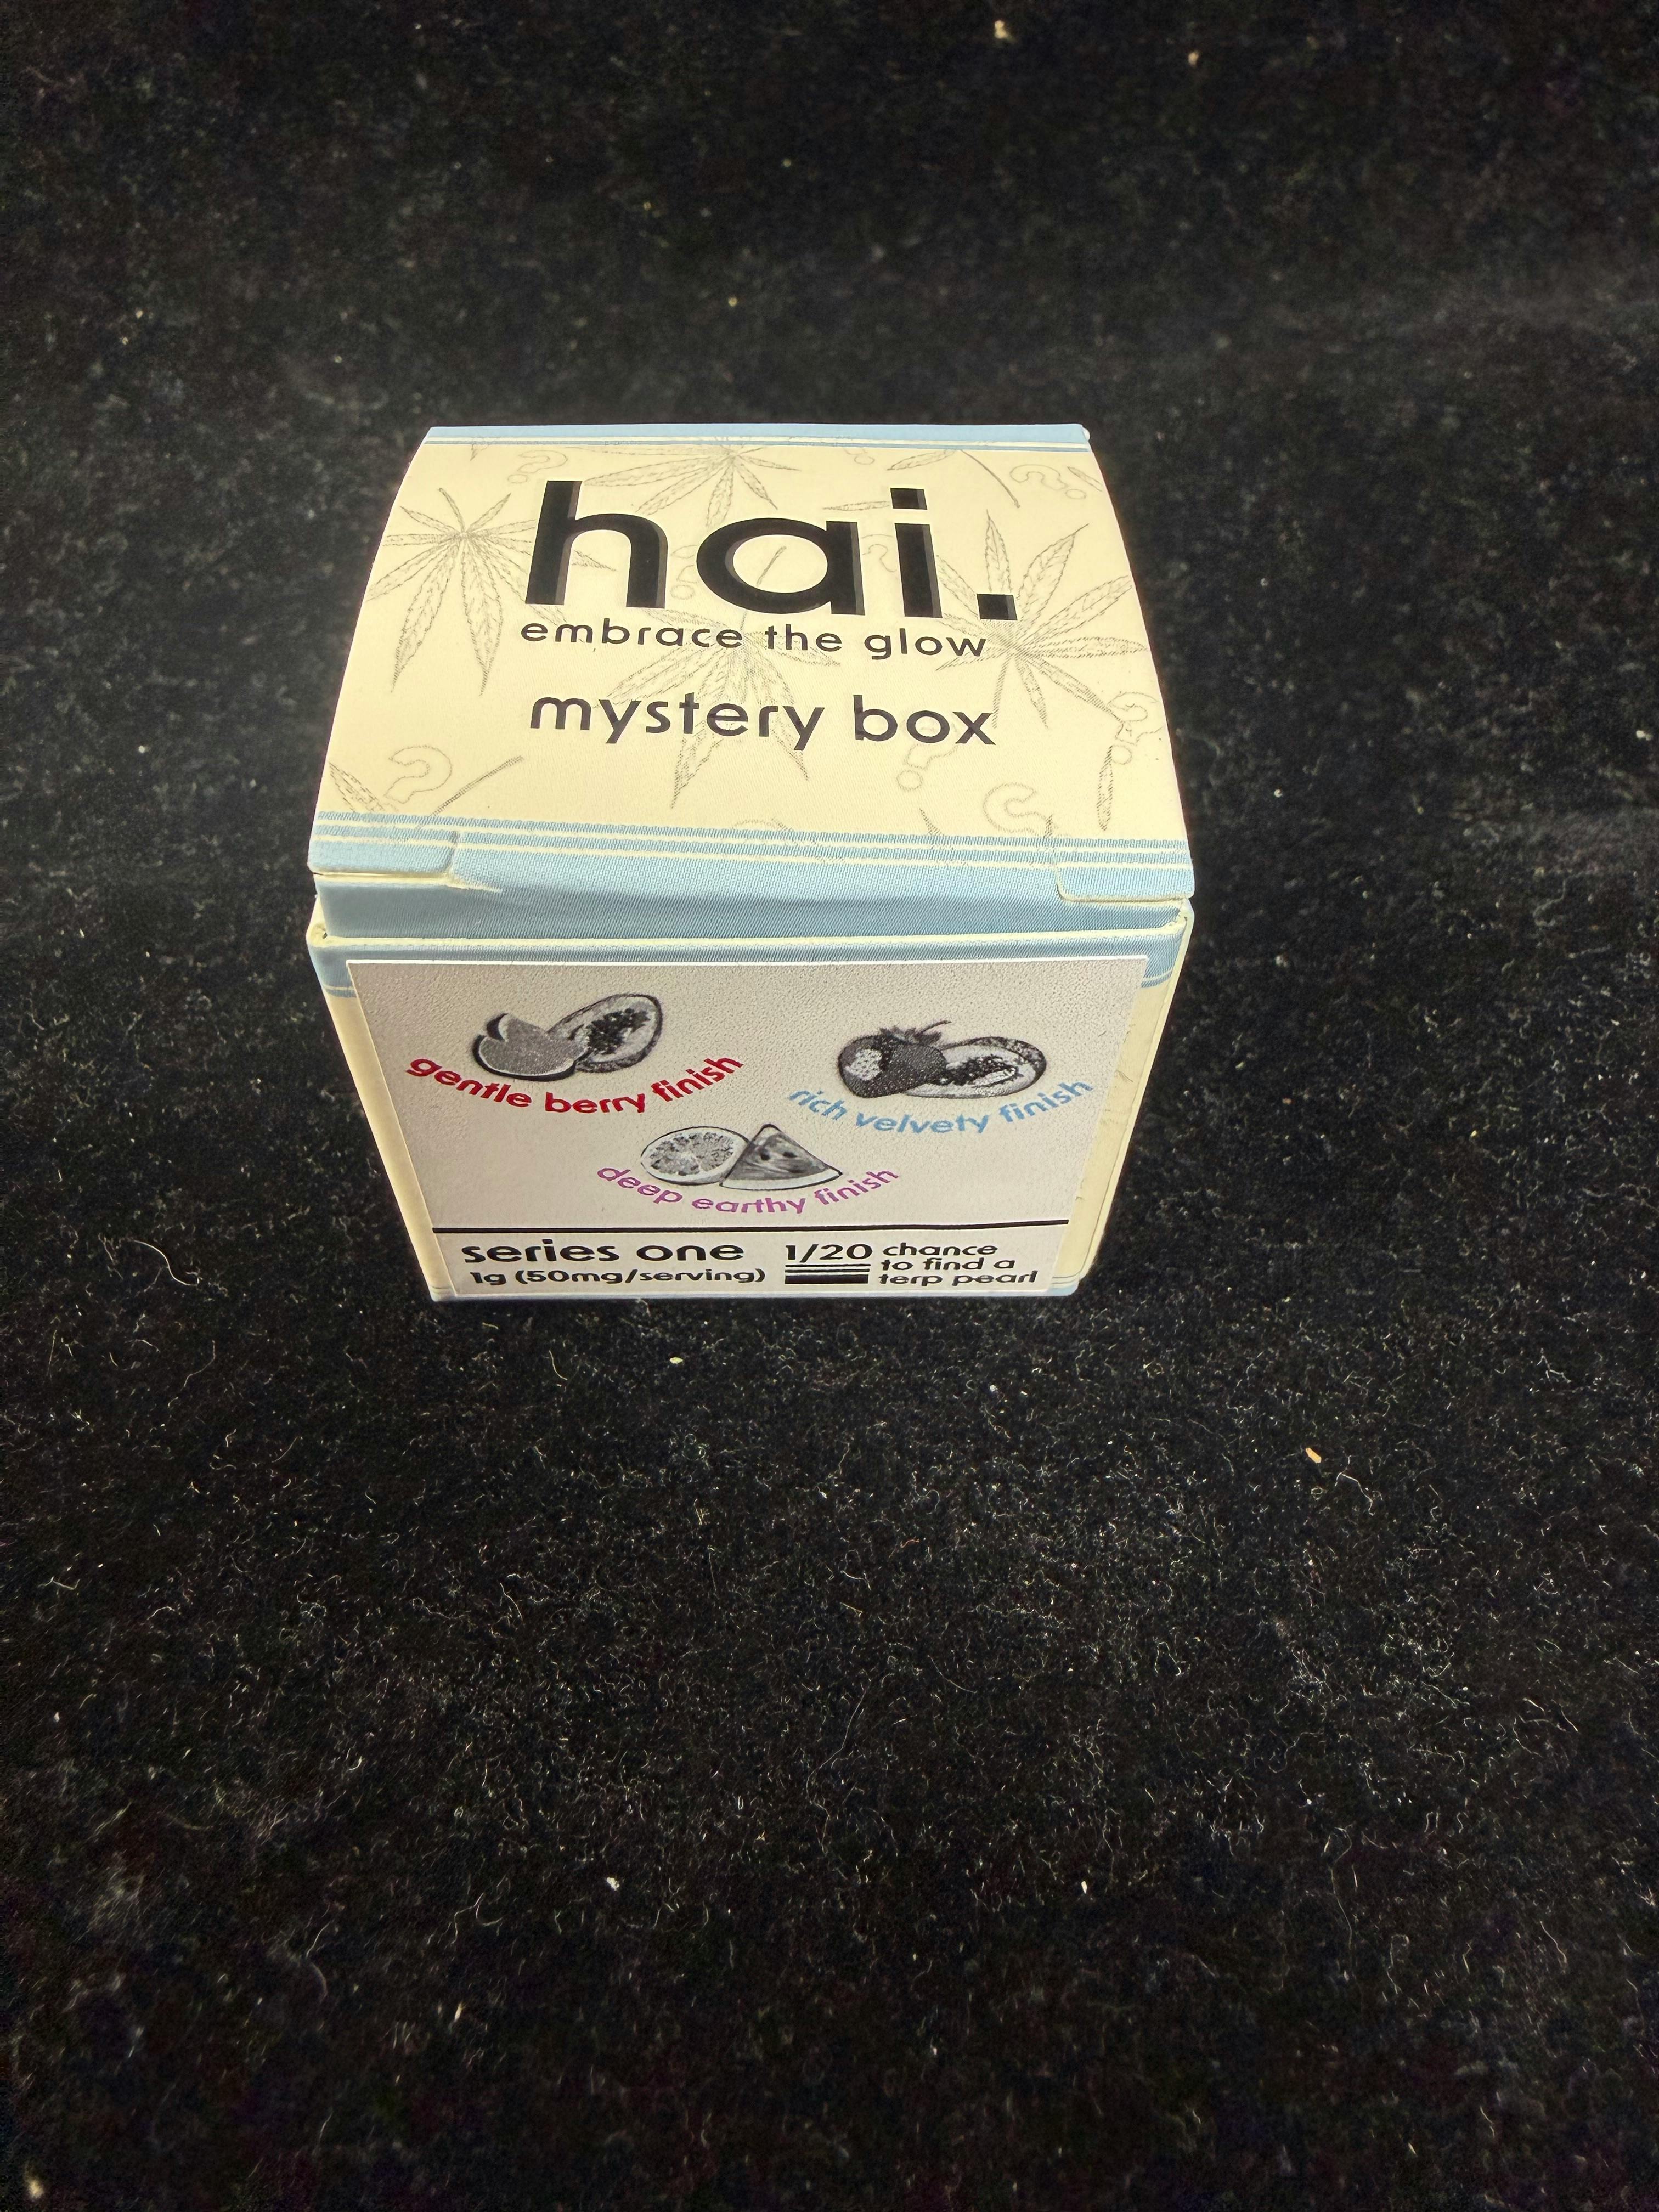 hai.
embrace the glow
mystery box
gentle berry finish
rich velvety finish
deep earthy finish
series one
1g (50mg/serving)
1/20 chance
to find a
terp pearl